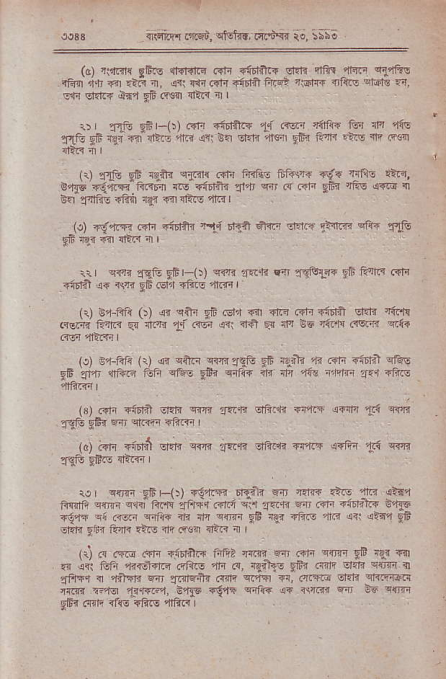 ৩৩৪৪
বাংলাদেশ গেজেট, অতিরিক্ত, সেপ্টেম্বর ২৩, ১৯৯৩
(৫) সংগরোধ ছুটিতে থাকাকালে কোন কর্মচারীকে তাহার দায়িত্ব পালনে অনুপস্থিত
বলিয়া গণ্য করা হইবে না, এবং যখন কোন কর্মচারী নিজেই সংক্রামক ব্যধিতে আক্রান্ত হন,
তখন তাহাকে ঐরূপ ছুটি দেওয়া যাইবে না।
২১। প্রসূতি ছুটি।—(১) কোন কর্মচারীকে পূর্ণ বেতনে সর্বাধিক তিন মাস পর্যন্ত
প্রসূতি ছুটি মঞ্জুর করা যাইতে পারে এবং উহা তাহার পাওনা ছুটির হিসাব হইতে বাদ দেওয়া
যাইবে না।
(২) প্রসূতি ছুটি মঞ্জুরীর অনুরোধ কোন নিবন্ধিত চিকিৎসক কর্তৃক সমর্থিত হইলে,
উপযুক্ত কর্তৃপক্ষের বিবেচনা মতে কর্মচারীর প্রাপ্য অন্য যে কোন ছুটির সহিত একত্রে বা
উহা প্রসারিত করিয়া মঞ্জুর করা যাইতে পারে।
(৩) কর্তৃপক্ষের কোন কর্মচারীর সম্পূর্ণ চাকুরী জীবনে তাহাকে দুইবারের অধিক প্রসূতি
ছুটি মঞ্জুর করা যাইবে না।
২২। অবসর প্রস্তুতি ছুটি।—(১) অবসর গ্রহণের জন্য প্রস্তুতিমূলক ছুটি হিসাবে কোন
কর্মচারী এক বৎসর ছুটি ভোগ করিতে পারেন।
(২) উপ-বিধি (১) এর অধীন ছুটি ভোগ করা কালে কোন কর্মচারী তাহার সর্বশেষ
বেতনের হিসাবে ছয় মাসের পূর্ণ বেতন এবং বাকী ছয় মাস উক্ত সর্বশেষ বেতনের অর্ধেক
বেতন পাইবেন।
(৩) উপ-বিধি (২) এর অধীনে অবসর প্রস্তুতি ছুটি মঞ্জুরীর পর কোন কর্মচারী অর্জিত
ছুটি প্রাপ্য থাকিলে তিনি অর্জিত ছুটির অনধিক বার মাস পর্যন্ত নগদায়ন গ্রহণ করিতে
পারিবেন।
(৪) কোন কর্মচারী তাহার অবসর গ্রহণের তারিখের কমপক্ষে একমাস পূর্বে অবসর
প্রস্তুতি ছুটির জন্য আবেদন করিবেন।
(৫) কোন কর্মচারী তাহার অবসর গ্রহণের তারিখের কমপক্ষে একদিন পূর্বে অবসর
প্রস্তুতি ছুটিতে যাইবেন।
২৩। অধ্যয়ন ছুটি।—(১) কর্তৃপক্ষের চাকুরীর জন্য সহায়ক হইতে পারে এইরূপ
বিষয়াদি অধ্যয়ন অথবা বিশেষ প্রশিক্ষণ কোর্সে অংশ গ্রহণের জন্য কোন কর্মচারীকে উপযুক্ত
কর্তৃপক্ষ অর্ধ বেতনে অনধিক বার মাস অধ্যয়ন ছুটি মঞ্জুর করিতে পারে এবং এইরূপ ছুটি
তাহার ছুটির হিসাব হইতে বাদ দেওয়া যাইবে না।
(২) যে ক্ষেত্রে কোন কর্মচারীকে নির্দিষ্ট সময়ের জন্য কোন অধ্যয়ন ছুটি মঞ্জুর করা
হয় এবং তিনি পরবর্তীকালে দেখিতে পান যে, মঞ্জুরীকৃত ছুটির মেয়াদ তাহার অধ্যয়ন বা
প্রশিক্ষণ বা পরীক্ষার জন্য প্রয়োজনীয় মেয়াদ অপেক্ষা কম, সেক্ষেত্রে তাহার আবেদনক্রমে
সময়ের স্বল্পতা পূরণকল্পে, উপযুক্ত কর্তৃপক্ষ অনধিক এক বৎসরের জন্য উক্ত অধ্যয়ন
ছুটির মেয়াদ বর্ধিত করিতে পারিবে।